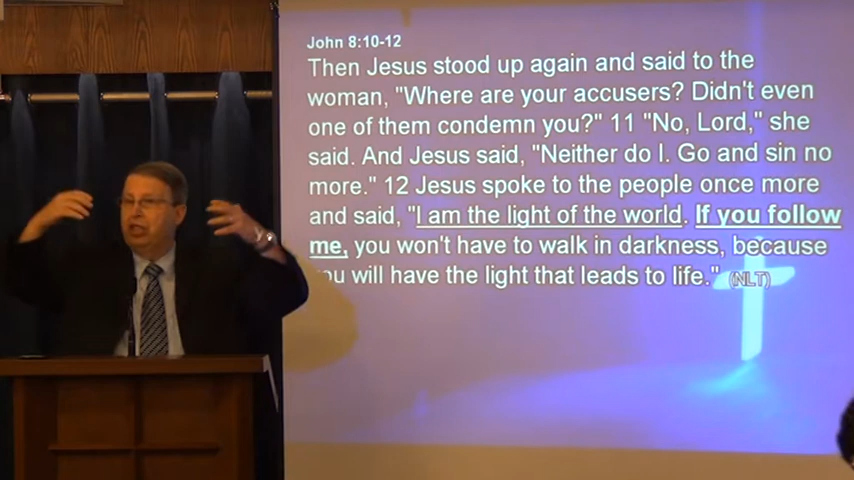 John 8:10-12
Then Jesus stood up again and said to the
woman, "Where are your accusers? Didn't even
one of them condemn you?" 11 "No, Lord," she
said. And Jesus said, "Neither do I. Go and sin no
more." 12 Jesus spoke to the people once more
and said, "I am the light of the world. If you follow
me, you won't have to walk in darkness, because
you will have the light that leads to life." (NLT)